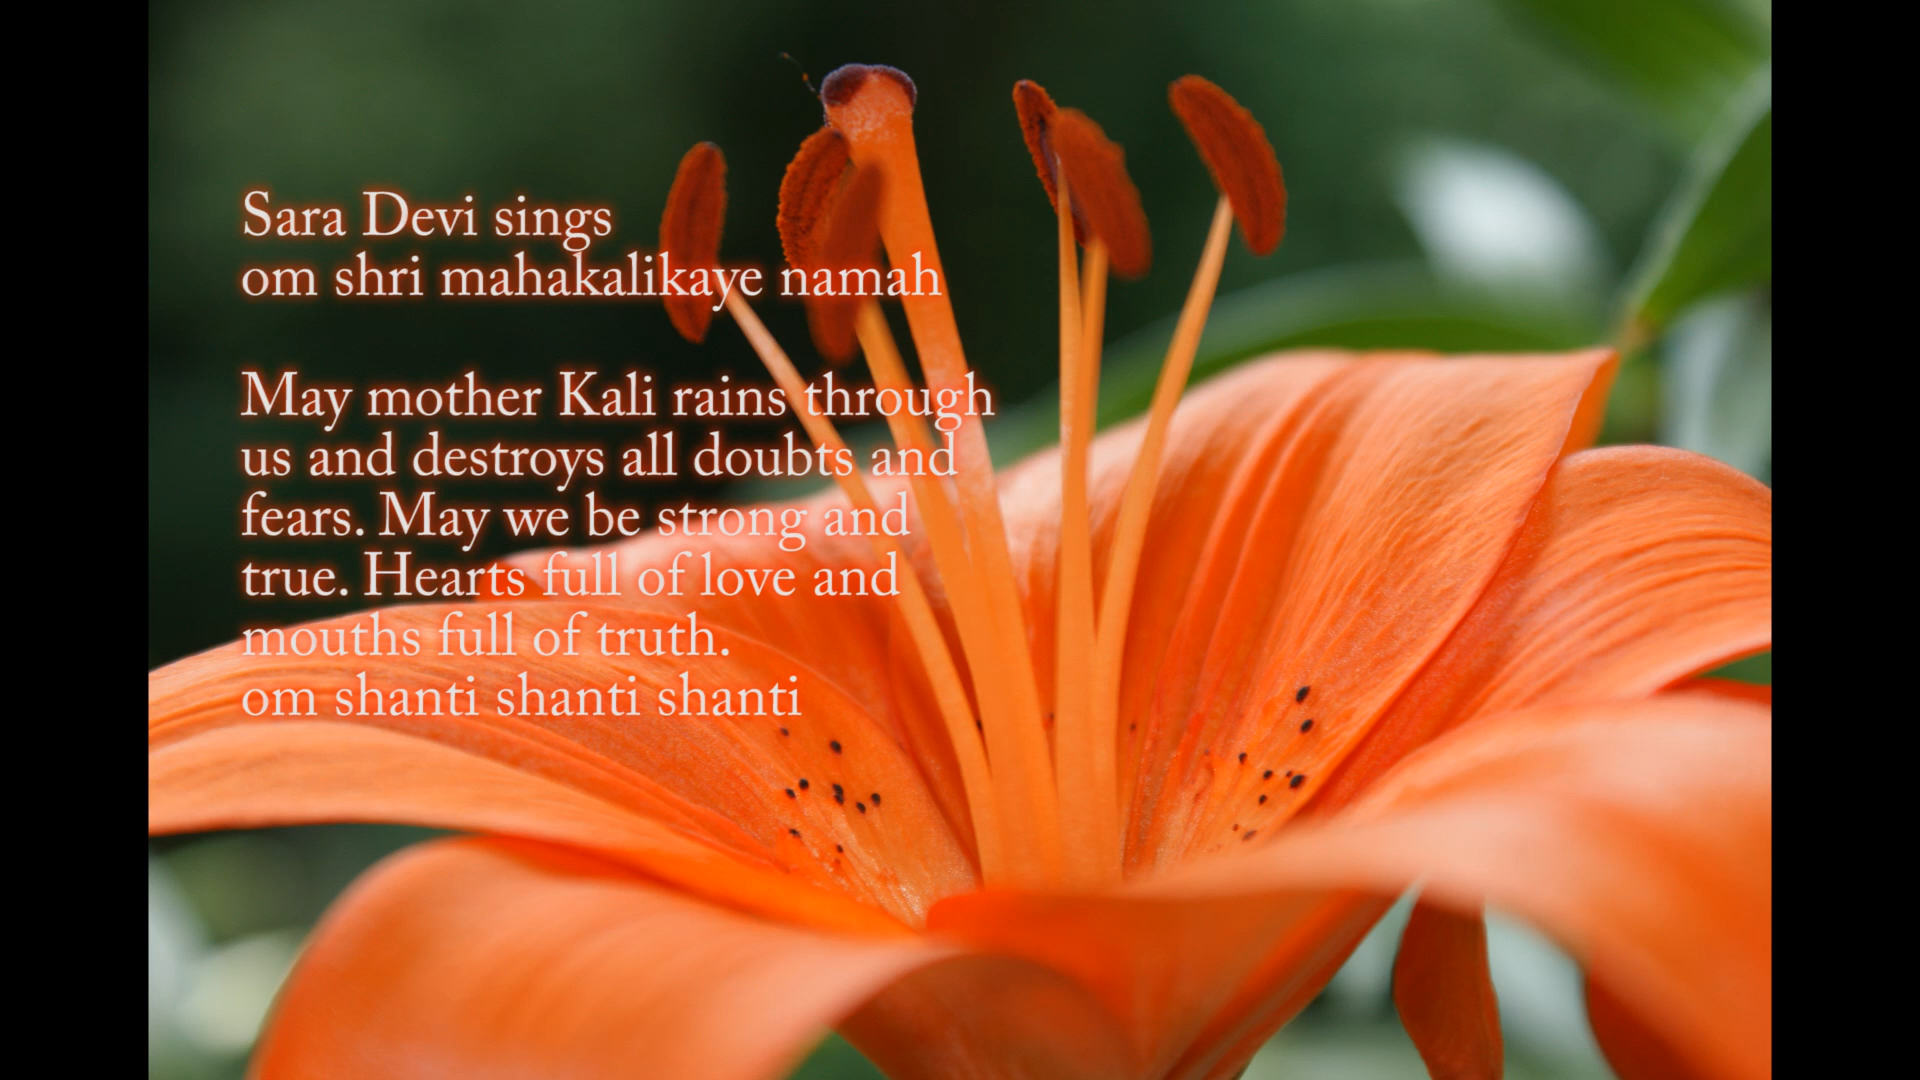 Sara Devi sings
om shri mahakalikaye namah
May mother Kali rains through
us and destroys all doubts and
fears. May we be strong and
true. Hearts full of love and
mouths full of truth.
om shanti shanti shanti